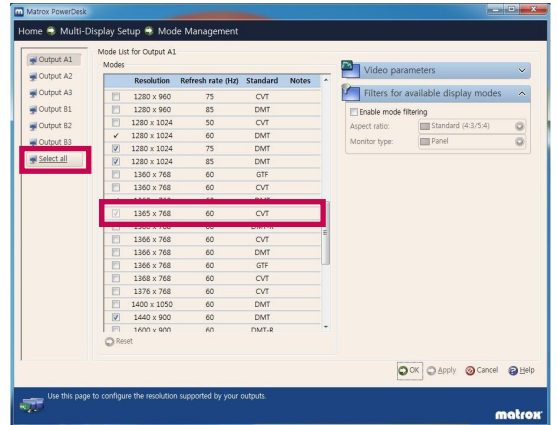 Matrox PowerDesk
Home Multi-Display Setup Mode Management
Output A1
Output A2
Output A3
Output B1
Output B2
Output B3
Select all
Mode List for Output A1
Modes
Resolution Refresh rate (Hz) Standard Notes
1280 x 960 75 CVT
1280 x 960 85 DMT
1280 x 1024 50 CVT
1280 x 1024 60 DMT
1280 x 1024 75 DMT
1280 x 1024 85 DMT
1360 x 768 60 GTF
1360 x 768 60 CVT
1365 x 768 60 CVT
1366 x 768 60 CVT
1366 x 768 60 DMT
1366 x 768 60 GTF
1368 x 768 60 CVT
1376 x 768 60 CVT
1400 x 1050 60 DMT
1440 x 900 60 DMT
1600 x 900 60 DMT-R
Reset
Video parameters
Filters for available display modes
Enable mode filtering
Aspect ratio: Standard (4:3/5:4)
Monitor type: Panel
OK Apply Cancel Help
Use this page to configure the resolution supported by your outputs.
matrox